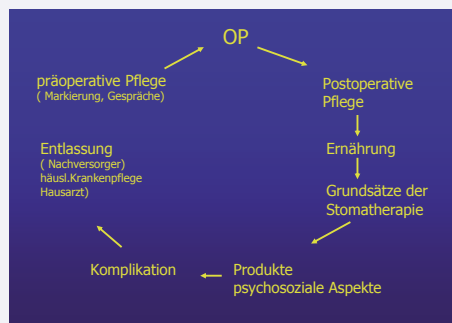 OP
präoperative Pflege
( Markierung, Gespräche)
Postoperative
Pflege
Entlassung
( Nachversorger)
häusl.Krankenpflege
Hausarzt)
Ernährung
Grundsätze der
Stomatherapie
Komplikation
Produkte
psychosoziale Aspekte